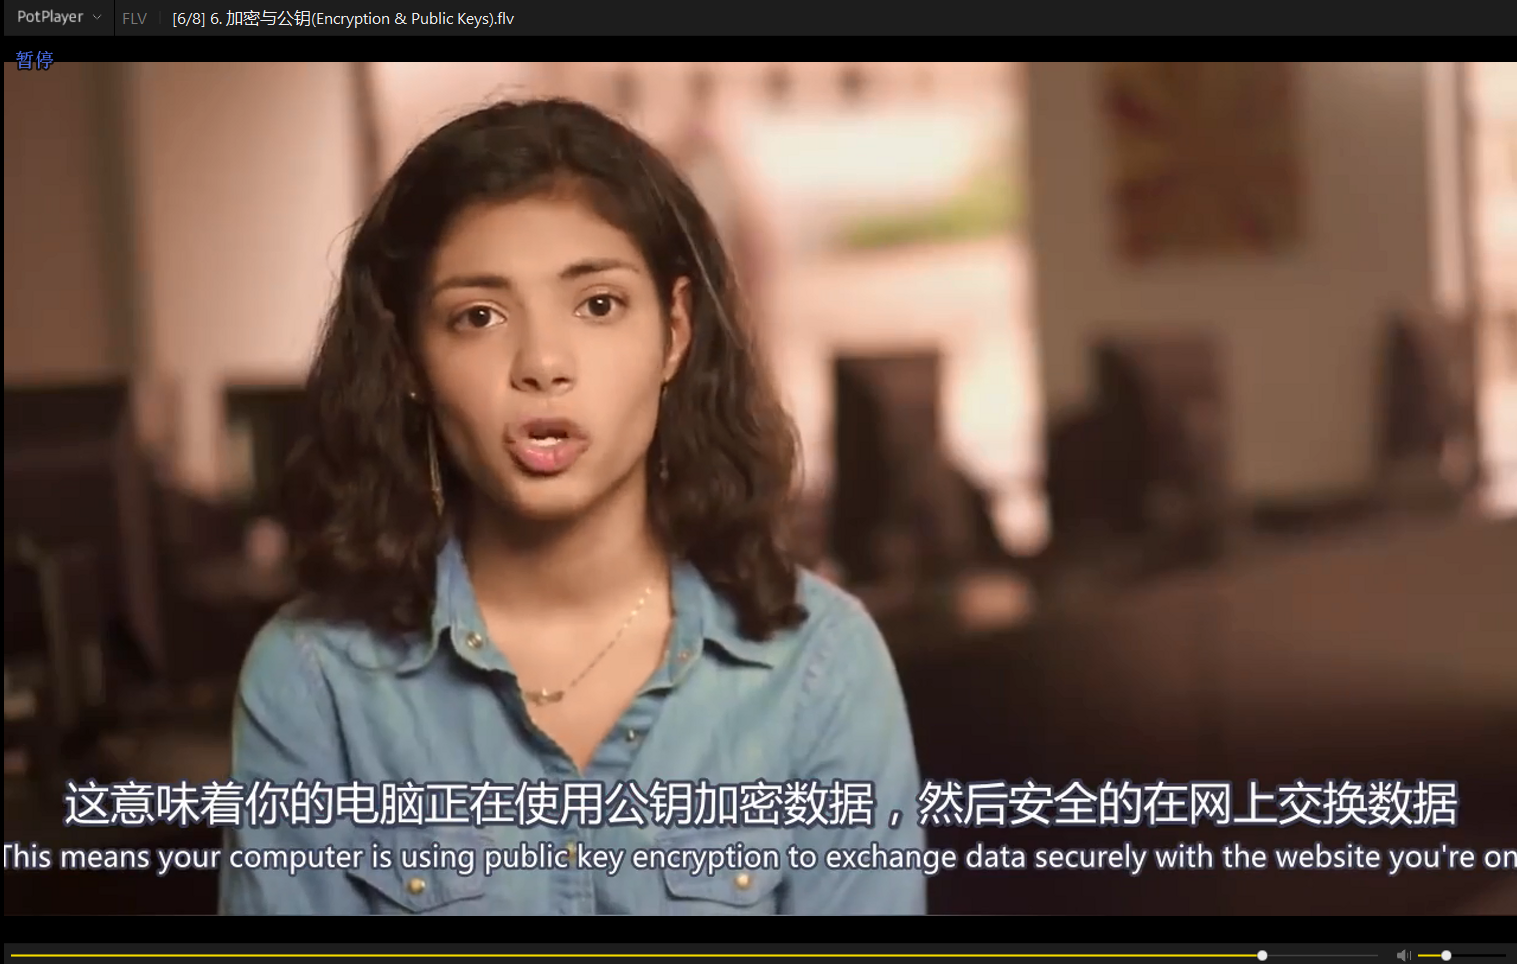 PotPlayer FLV [6/8] 6. 加密与公钥(Encryption & Public Keys).flv
暂停
这意味着你的电脑正在使用公钥加密数据，然后安全的在网上交换数据
This means your computer is using public key encryption to exchange data securely with the website you're on